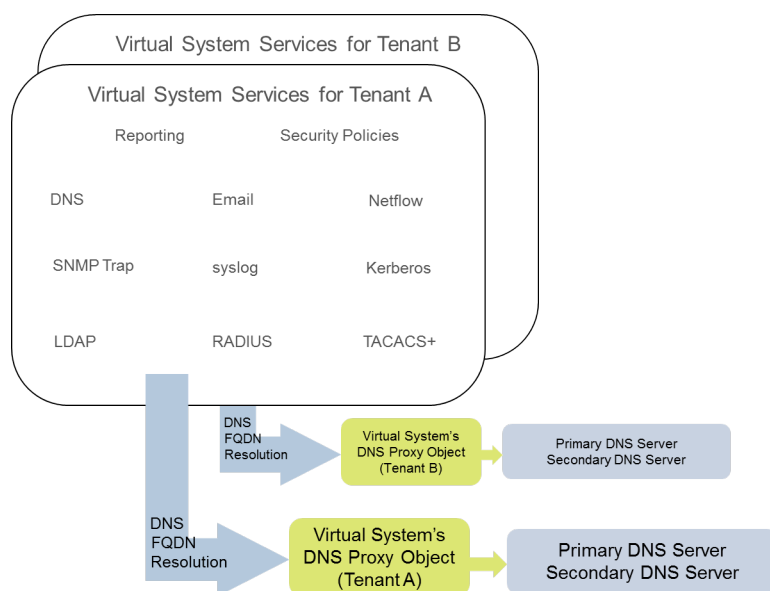 Virtual System Services for Tenant B
Virtual System Services for Tenant A
Reporting Security Policies
DNS Email Netflow
SNMP Trap syslog Kerberos
LDAP RADIUS TACACS+
DNS
FQDN
Resolution
Virtual System's
DNS Proxy Object
(Tenant B)
Primary DNS Server
Secondary DNS Server
DNS
FQDN
Resolution
Virtual System's
DNS Proxy Object
(Tenant A)
Primary DNS Server
Secondary DNS Server